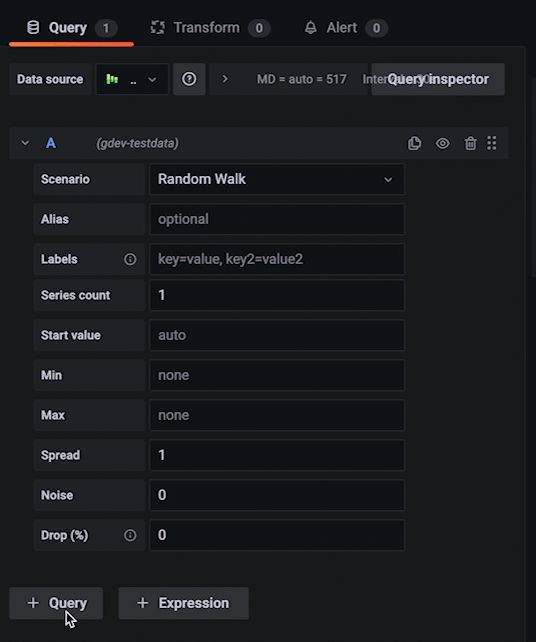 Query 1 Transform 0 Alert 0
Data source .. MD = auto = 517 Query inspector
A (gdev-testdata)
Scenario Random Walk
Alias optional
Labels key=value, key2=value2
Series count 1
Start value auto
Min none
Max none
Spread 1
Noise 0
Drop (%) 0
+ Query + Expression